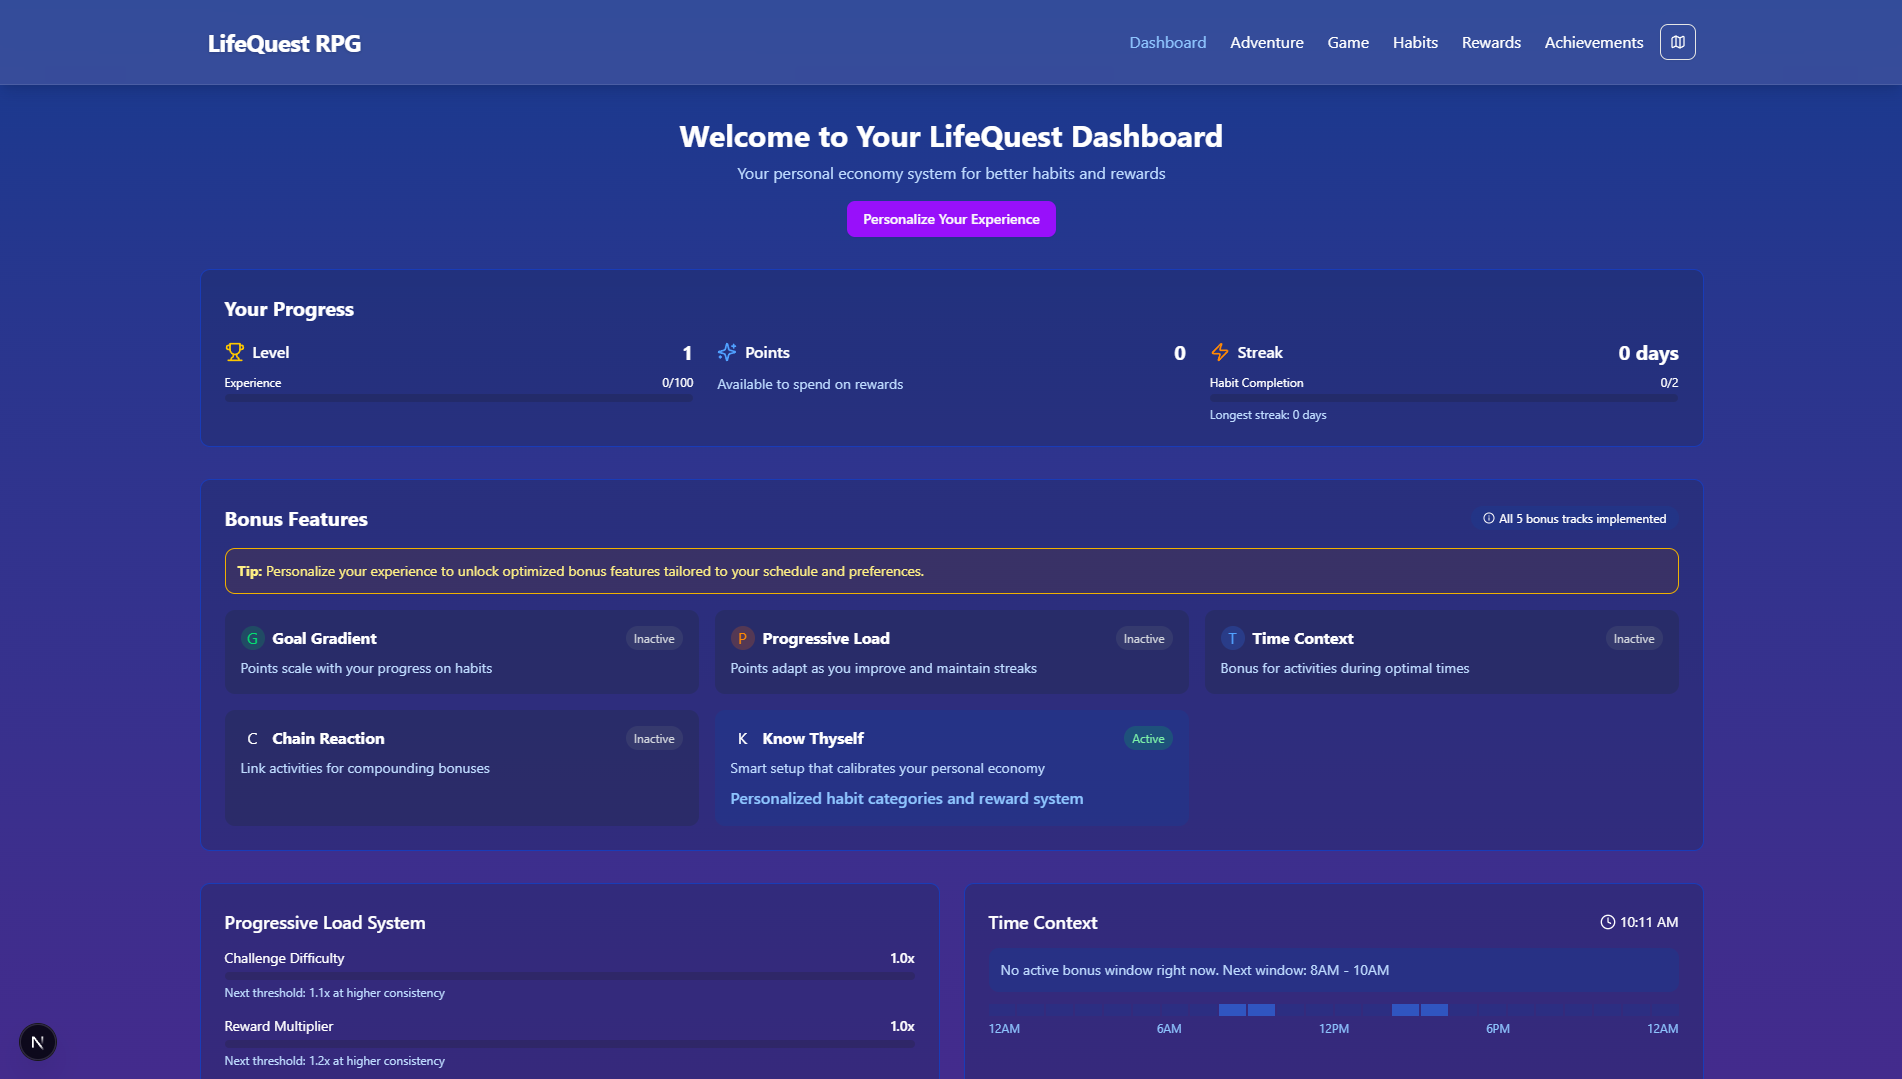 LifeQuest RPG
Dashboard Adventure Game Habits Rewards Achievements
Welcome to Your LifeQuest Dashboard
Your personal economy system for better habits and rewards
Personalize Your Experience
Your Progress
Level 1
Experience 0/100
Points 0
Available to spend on rewards
Streak 0 days
Habit Completion 0/2
Longest streak: 0 days
Bonus Features
All 5 bonus tracks implemented
Tip: Personalize your experience to unlock optimized bonus features tailored to your schedule and preferences.
G Goal Gradient Inactive
Points scale with your progress on habits
P Progressive Load Inactive
Points adapt as you improve and maintain streaks
T Time Context Inactive
Bonus for activities during optimal times
C Chain Reaction Inactive
Link activities for compounding bonuses
K Know Thyself Active
Smart setup that calibrates your personal economy
Personalized habit categories and reward system
Progressive Load System
Challenge Difficulty 1.0x
Next threshold: 1.1x at higher consistency
Reward Multiplier 1.0x
Next threshold: 1.2x at higher consistency
Time Context 10:11 AM
No active bonus window right now. Next window: 8AM - 10AM
12AM 6AM 12PM 6PM 12AM
N